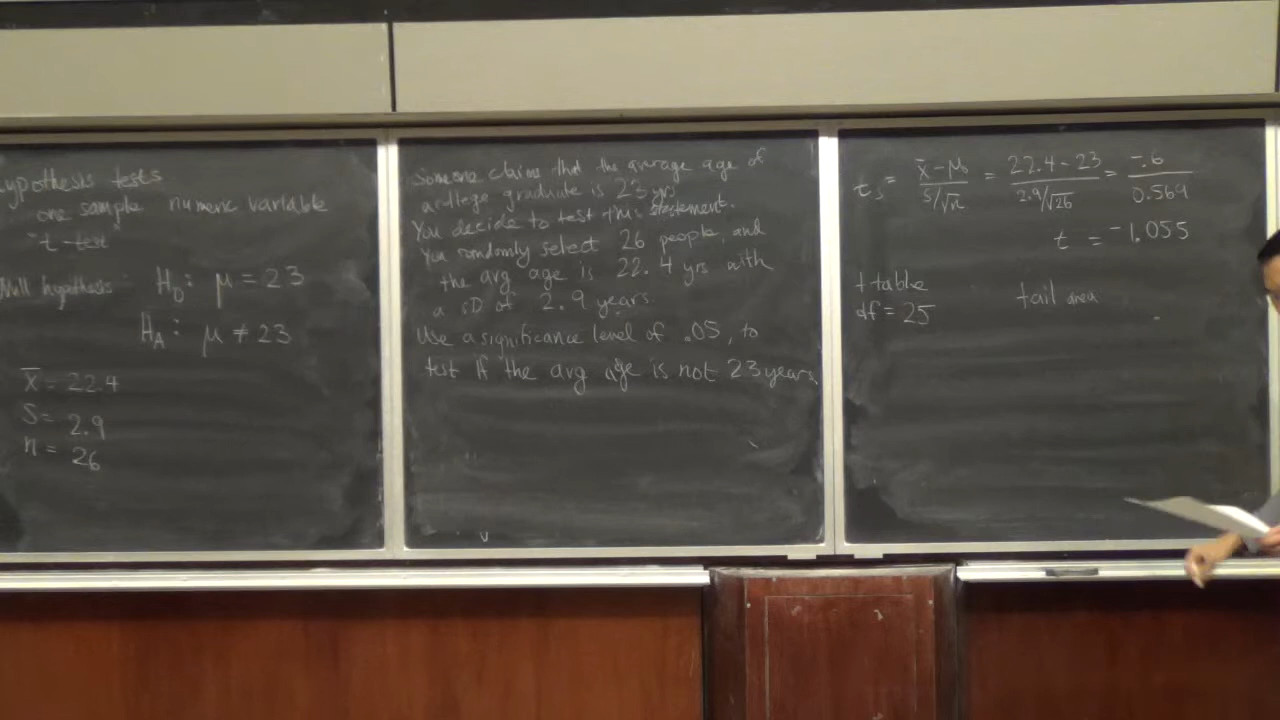 ypothesis tests
one sample numeric variable
"t-test"
Null hypothesis: H₀: μ = 23
H_A: μ ≠ 23
x̄ = 22.4
S = 2.9
n = 26
Someone claims that the average age of
a college graduate is 23 yrs.
You decide to test this statement.
You randomly select 26 people, and
the avg age is 22.4 yrs with
a SD of 2.9 years.
Use a significance level of .05, to
test if the avg age is not 23 years
t_s = (x̄ - μ₀)/(s/√n) = (22.4 - 23)/(2.9/√26) = -.6/0.569
t = -1.055
t table
df = 25
tail area